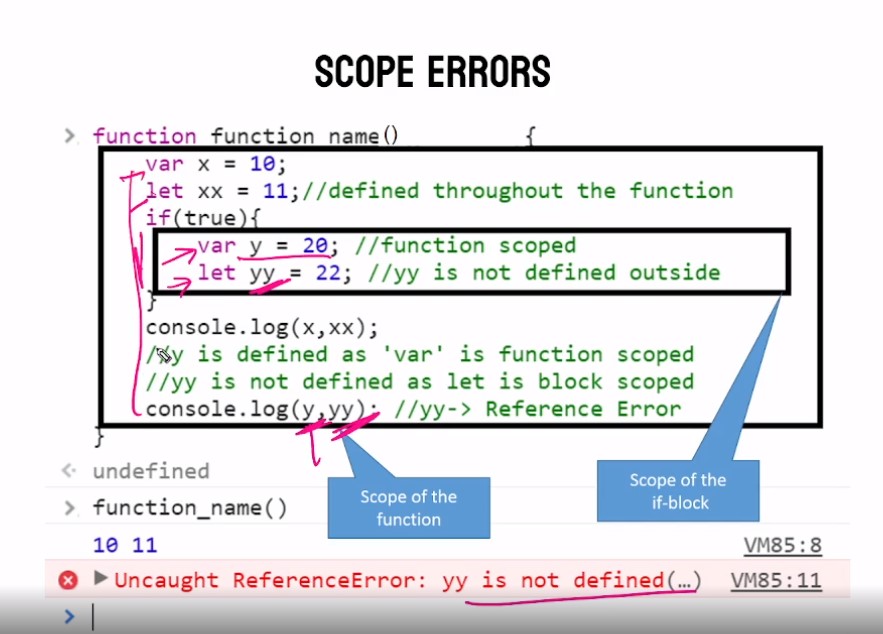 SCOPE ERRORS
> function function name() {
var x = 10;
let xx = 11;//defined throughout the function
if(true){
var y = 20; //function scoped
let yy = 22; //yy is not defined outside
}
console.log(x,xx);
//y is defined as 'var' is function scoped
//yy is not defined as let is block scoped
console.log(y,yy); //yy-> Reference Error
}
undefined
Scope of the
function
Scope of the
if-block
> function_name()
10 11 VM85:8
Uncaught ReferenceError: yy is not defined(…) VM85:11
>